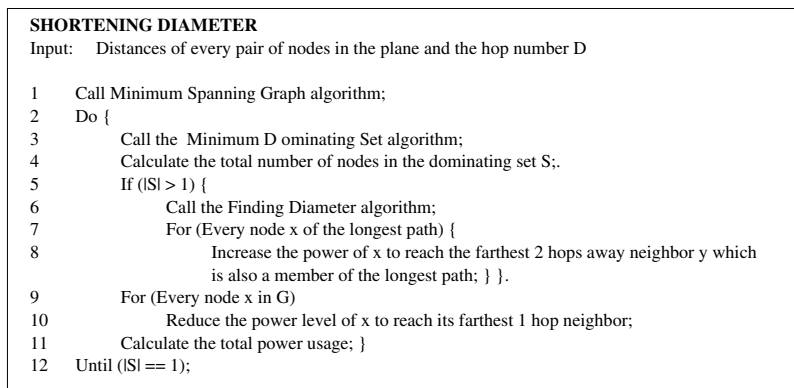 SHORTENING DIAMETER
Input: Distances of every pair of nodes in the plane and the hop number D
1 Call Minimum Spanning Graph algorithm;
2 Do {
3 Call the Minimum D ominating Set algorithm;
4 Calculate the total number of nodes in the dominating set S;.
5 If (|S| > 1) {
6 Call the Finding Diameter algorithm;
7 For (Every node x of the longest path) {
8 Increase the power of x to reach the farthest 2 hops away neighbor y which
is also a member of the longest path; } }.
9 For (Every node x in G)
10 Reduce the power level of x to reach its farthest 1 hop neighbor;
11 Calculate the total power usage; }
12 Until (|S| == 1);